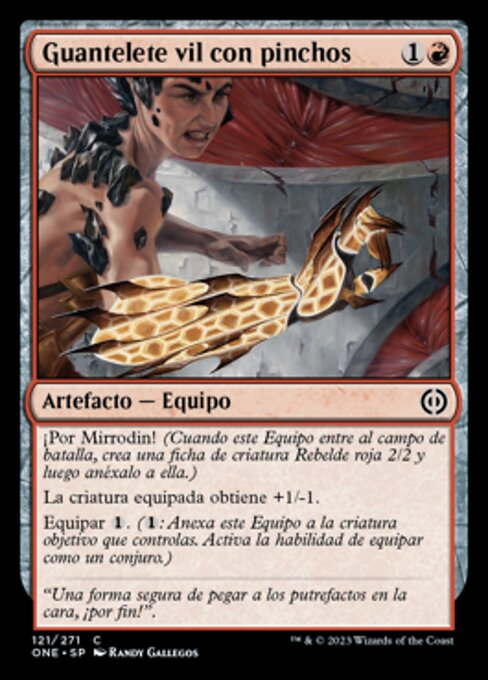 Guantelete vil con pinchos 1
Artefacto — Equipo
¡Por Mirrodin! (Cuando este Equipo entre al campo de
batalla, crea una ficha de criatura Rebelde roja 2/2 y
luego anéxalo a ella.)
La criatura equipada obtiene +1/-1.
Equipar 1. (1: Anexa este Equipo a la criatura
objetivo que controlas. Activa la habilidad de equipar
como un conjuro.)
“Una forma segura de pegar a los putrefactos en la
cara, ¡por fin!”.
121/271 C
ONE • SP RANDY GALLEGOS
™ & © 2023 Wizards of the Coast